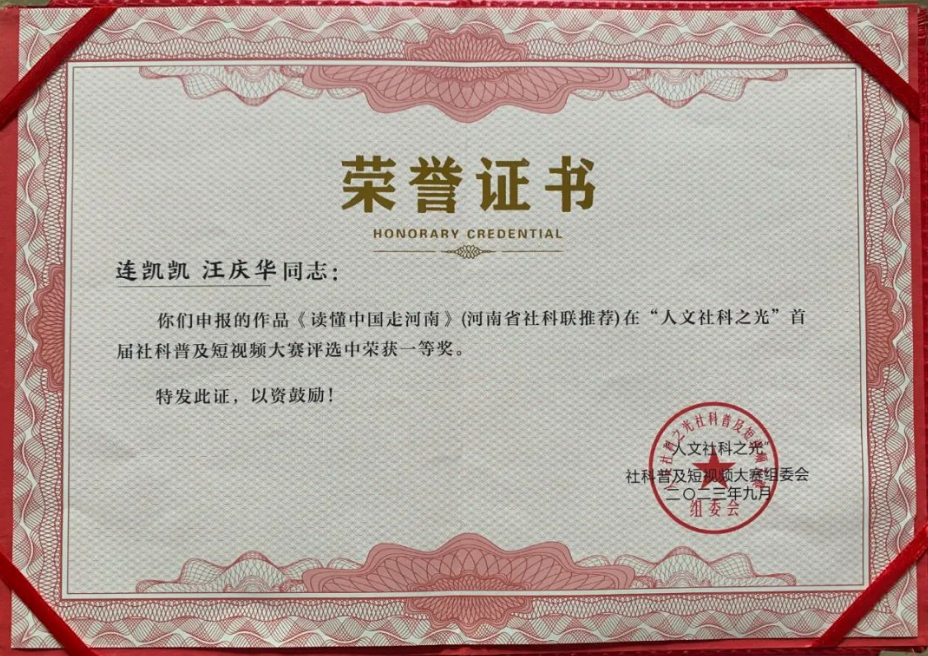 荣誉证书
HONORARY CREDENTIAL
连凯凯 汪庆华同志：
你们申报的作品《读懂中国走河南》(河南省社科联推荐)在“人文社科之光”首
届社科普及短视频大赛评选中荣获一等奖。
特发此证，以资鼓励！
“人文社科之光”
社科普及短视频大赛组委会
二〇二三年九月
组委会